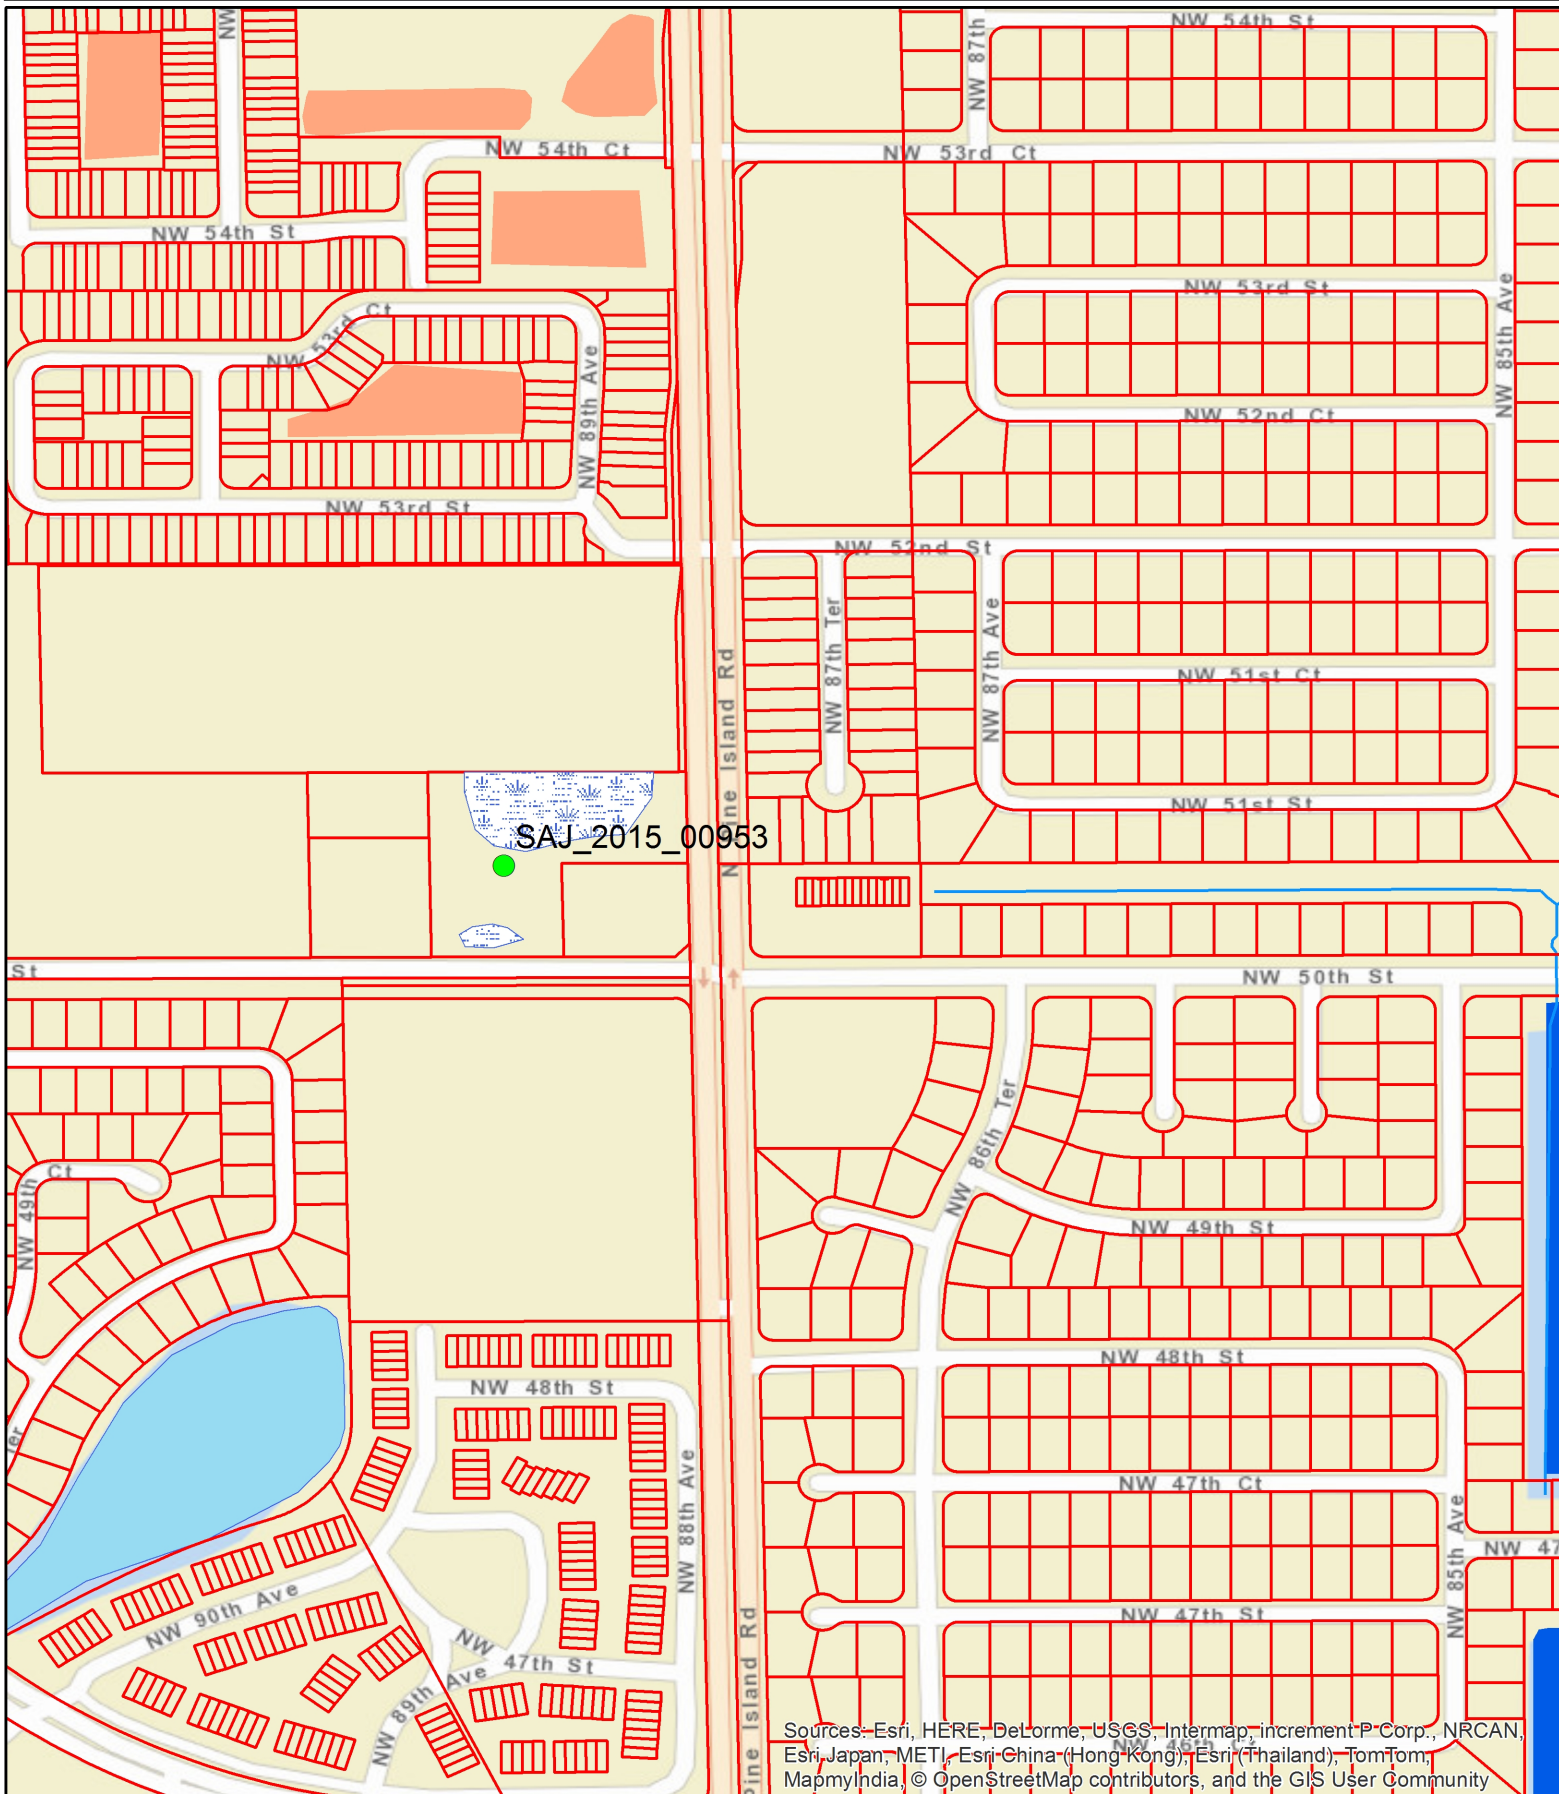 NW
NW 87th
NW 54th St
NW 54th Ct
NW 53rd Ct
NW 54th St
NW 53rd St
NW 85th Ave
NW 53rd Ct
NW 89th Ave
NW 52nd Ct
NW 53rd St
NW 52nd St
NW 87th Ter
NW 87th Ave
N Pine Island Rd
NW 51st Ct
NW 51st St
SAJ_2015_00953
St
NW 50th St
NW 86th Ter
Ct
NW 49th
NW 49th St
NW 48th St
NW 48th St
NW 88th Ave
NW 47th Ct
NW 85th Ave
NW 47
NW 90th Ave
NW 47th St
NW 47th St
NW 89th Ave
Pine Island Rd
NW 46th Ct
Sources: Esri, HERE, DeLorme, USGS, Intermap, increment P Corp., NRCAN,
Esri Japan, METI, Esri China (Hong Kong), Esri (Thailand), TomTom,
MapmyIndia, © OpenStreetMap contributors, and the GIS User Community